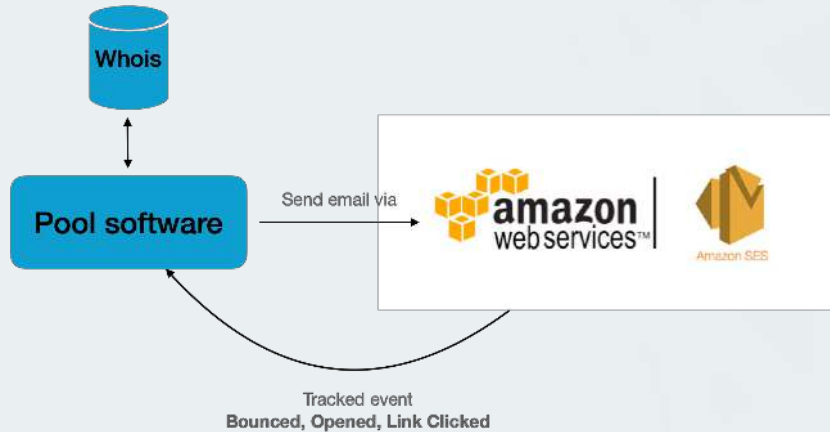 Whois
Pool software
Send email via
amazon
web services™
Amazon SES
Tracked event
Bounced, Opened, Link Clicked